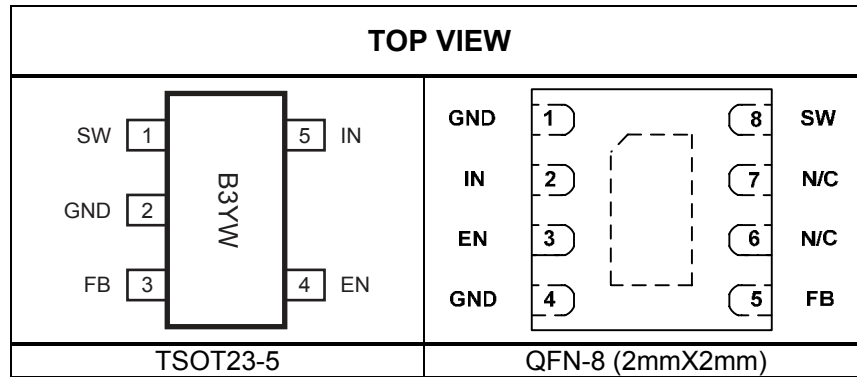 TOP VIEW
SW 1 5 IN
GND 2
FB 3 4 EN
B3YW
TSOT23-5
GND 1 8 SW
IN 2 7 N/C
EN 3 6 N/C
GND 4 5 FB
QFN-8 (2mmX2mm)